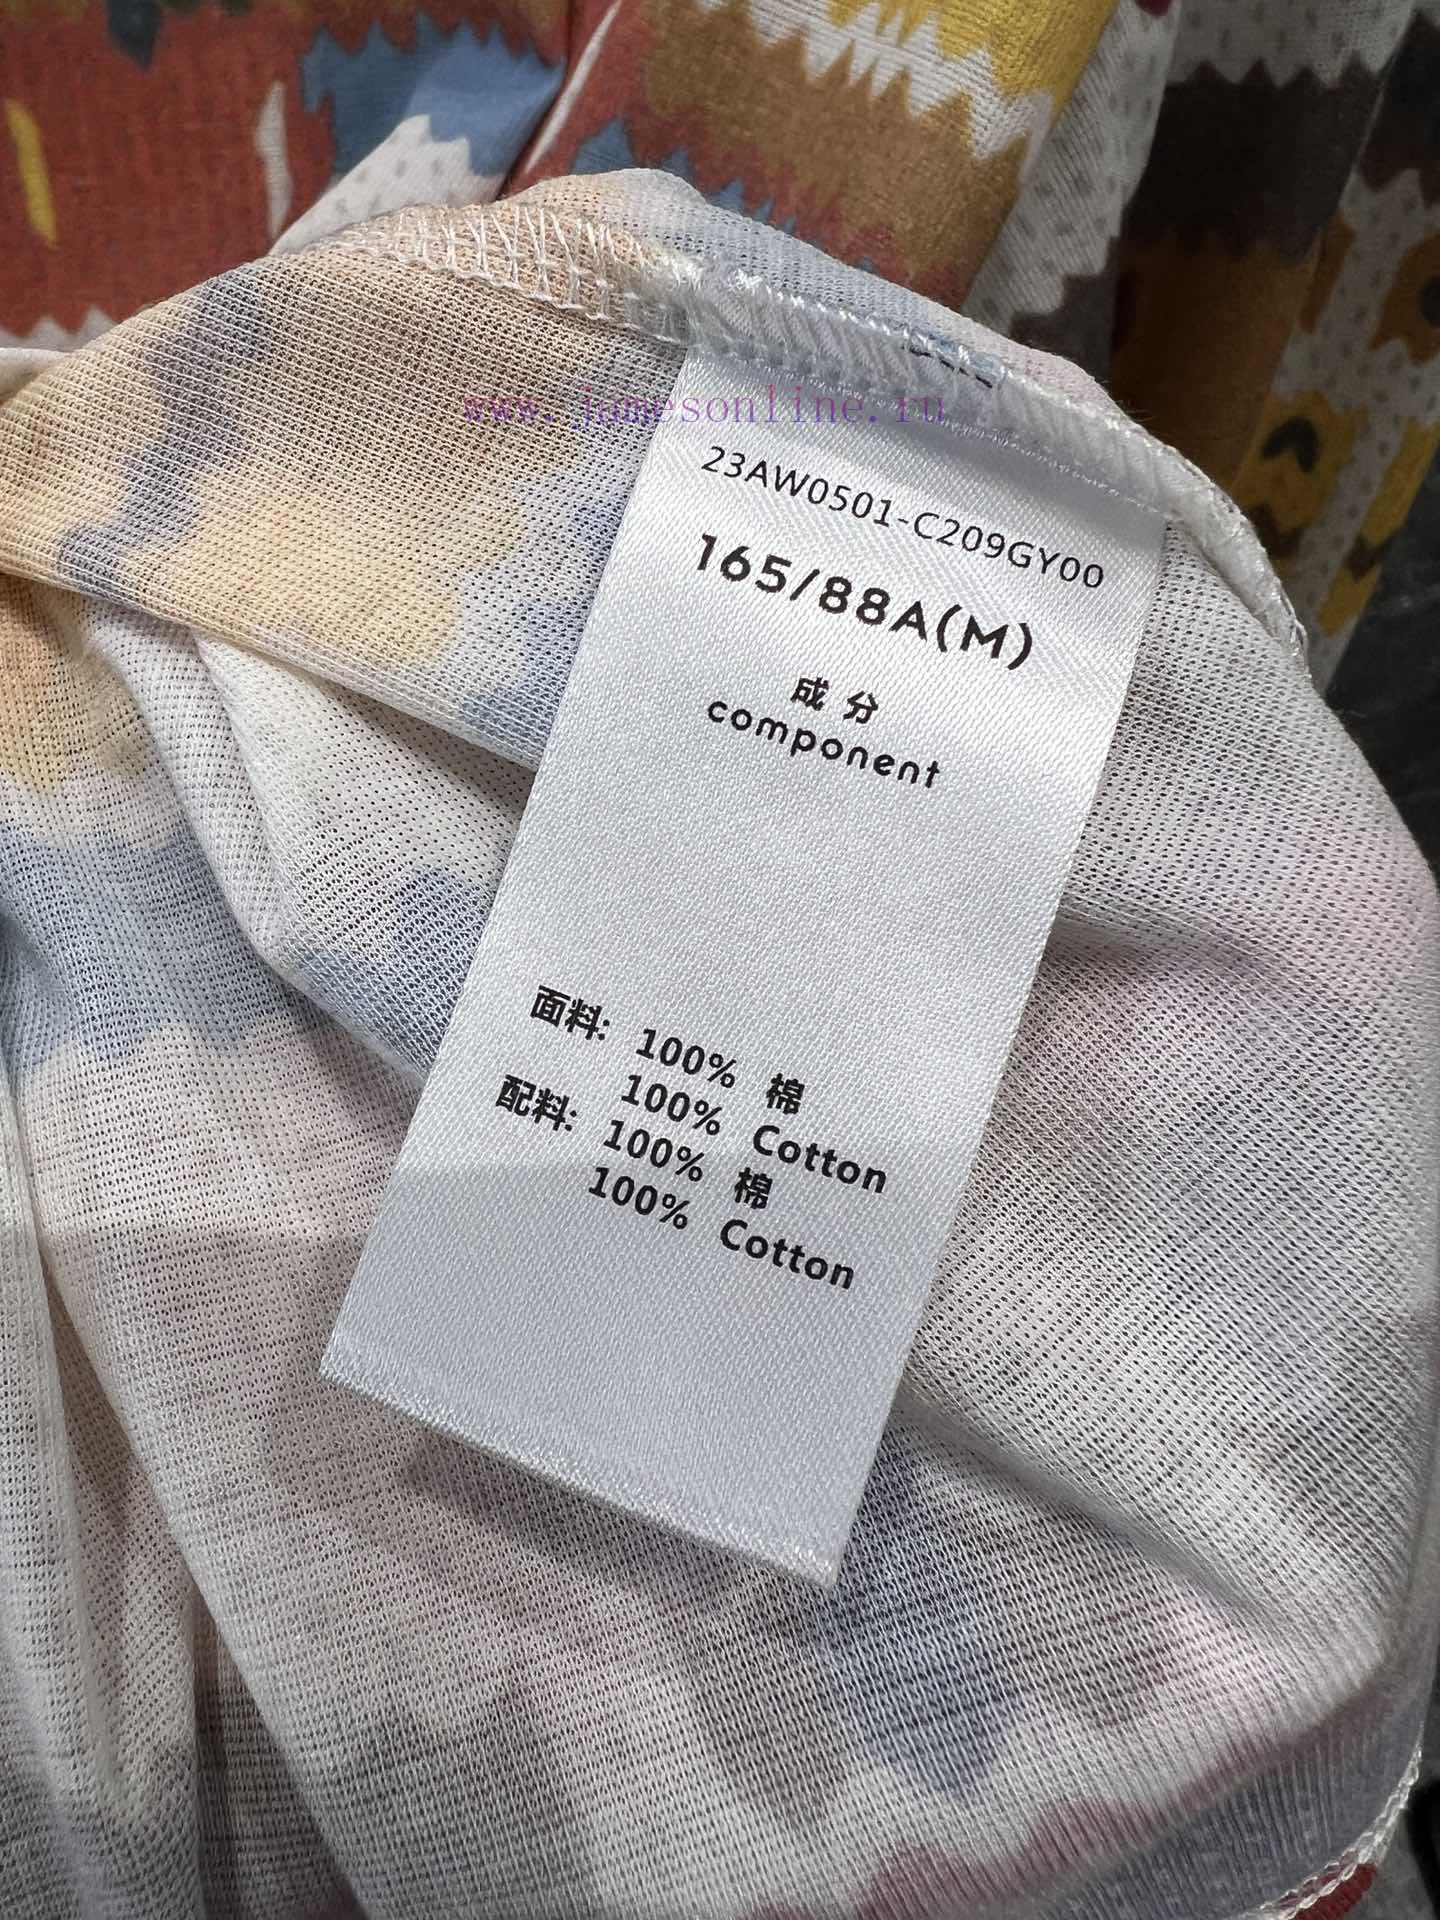 www.jamesonline.ru
23AW0501-C209GY00
165/88A(M)
成 分
component
面料: 100% 棉
100% Cotton
配料: 100% 棉
100% Cotton